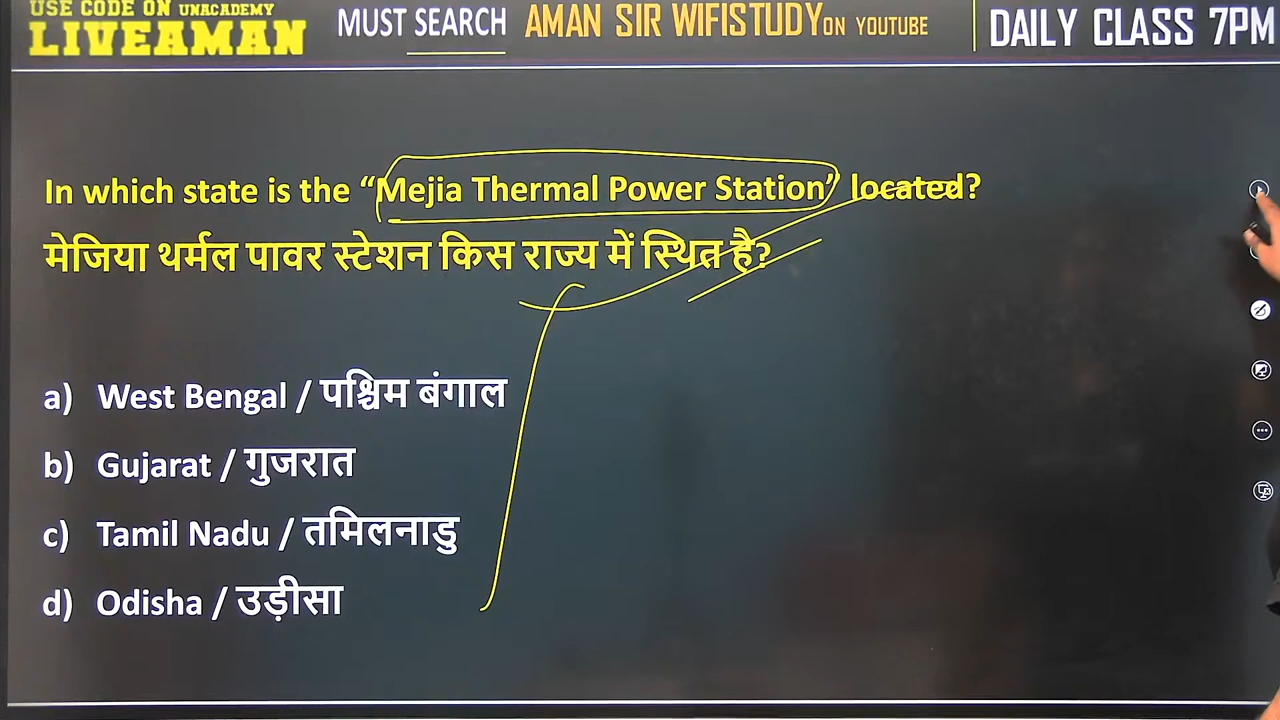 USE CODE ON UNACADEMY
LIVEAMAN
MUST SEARCH AMAN SIR WIFISTUDY ON YOUTUBE
DAILY CLASS 7PM
In which state is the “Mejia Thermal Power Station” located?
मेजिया थर्मल पावर स्टेशन किस राज्य में स्थित है?
a) West Bengal / पश्चिम बंगाल
b) Gujarat / गुजरात
c) Tamil Nadu / तमिलनाडु
d) Odisha / उड़ीसा